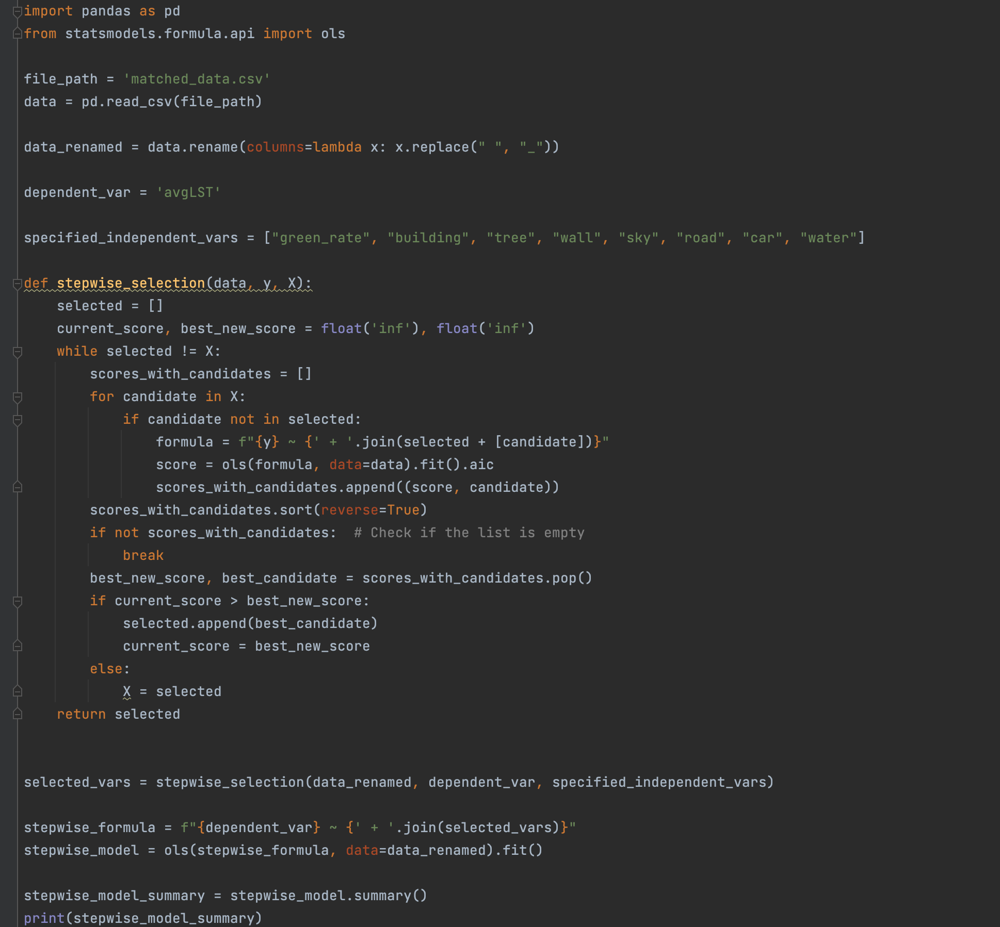 import pandas as pd
from statsmodels.formula.api import ols
file_path = 'matched_data.csv'
data = pd.read_csv(file_path)
data_renamed = data.rename(columns=lambda x: x.replace(" ", "_"))
dependent_var = 'avgLST'
specified_independent_vars = ["green_rate", "building", "tree", "wall", "sky", "road", "car", "water"]
def stepwise_selection(data, y, X):
    selected = []
    current_score, best_new_score = float('inf'), float('inf')
    while selected != X:
        scores_with_candidates = []
        for candidate in X:
            if candidate not in selected:
                formula = f"{y} ~ {' + '.join(selected + [candidate])}"
                score = ols(formula, data=data).fit().aic
                scores_with_candidates.append((score, candidate))
        scores_with_candidates.sort(reverse=True)
        if not scores_with_candidates:  # Check if the list is empty
            break
        best_new_score, best_candidate = scores_with_candidates.pop()
        if current_score > best_new_score:
            selected.append(best_candidate)
            current_score = best_new_score
        else:
            X = selected
    return selected
selected_vars = stepwise_selection(data_renamed, dependent_var, specified_independent_vars)
stepwise_formula = f"{dependent_var} ~ {' + '.join(selected_vars)}"
stepwise_model = ols(stepwise_formula, data=data_renamed).fit()
stepwise_model_summary = stepwise_model.summary()
print(stepwise_model_summary)